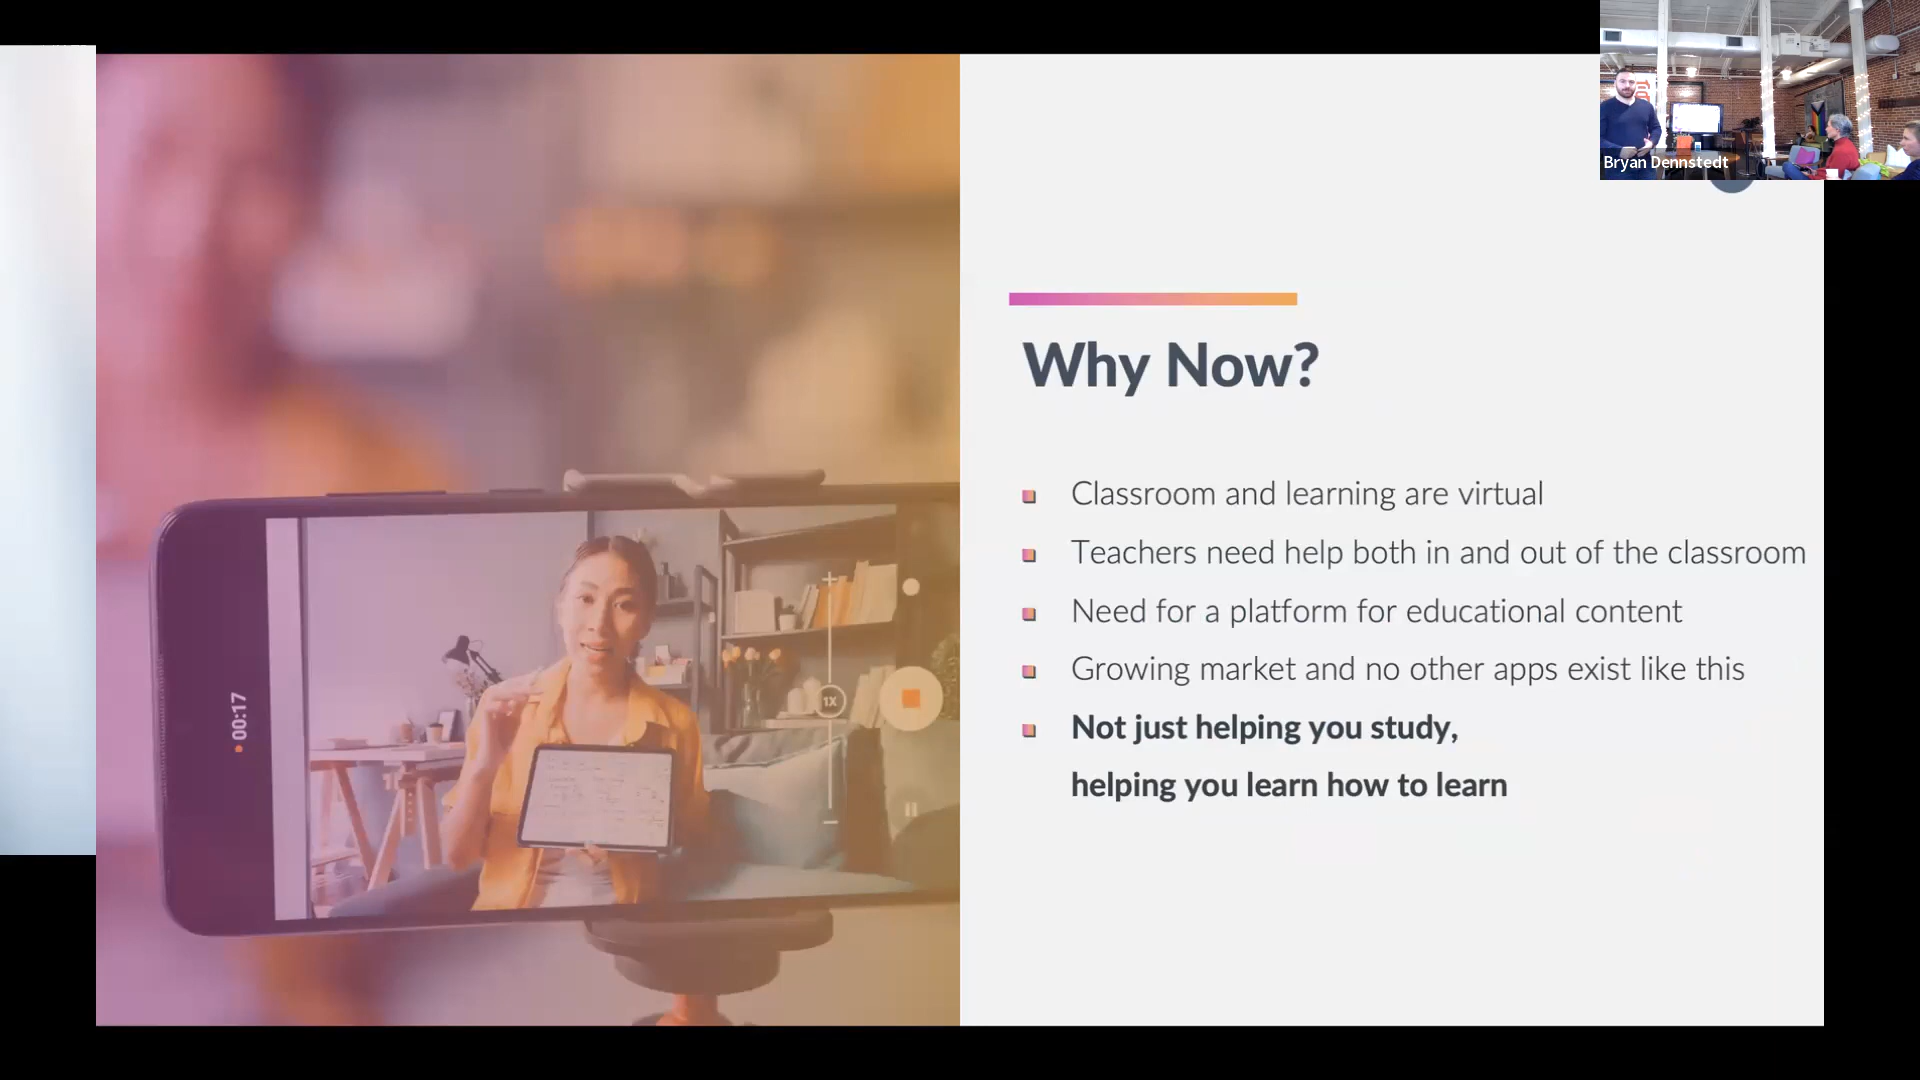 Bryan Dennstedt
Why Now?
Classroom and learning are virtual
Teachers need help both in and out of the classroom
Need for a platform for educational content
Growing market and no other apps exist like this
Not just helping you study,
helping you learn how to learn
00:17
1X